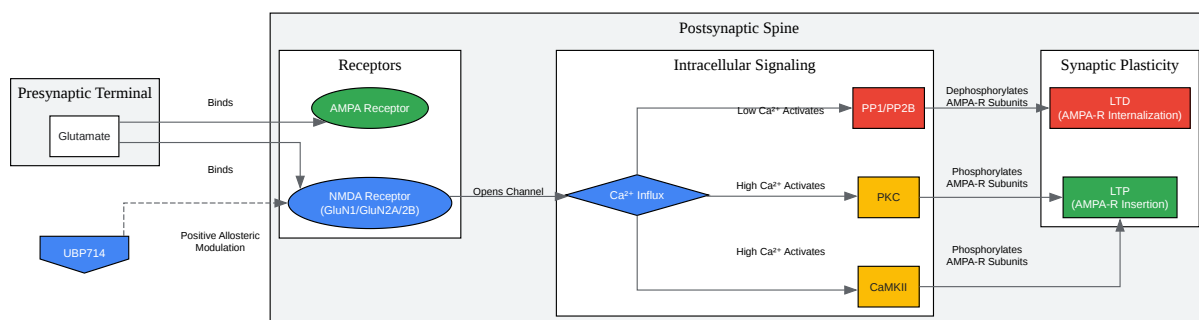 Postsynaptic Spine
Presynaptic Terminal
Glutamate
Binds
Binds
Receptors
AMPA Receptor
NMDA Receptor
(GluN1/GluN2A/2B)
UBP714
Positive Allosteric
Modulation
Opens Channel
Intracellular Signaling
Ca²⁺ Influx
Low Ca²⁺ Activates
High Ca²⁺ Activates
High Ca²⁺ Activates
PP1/PP2B
PKC
CaMKII
Dephosphorylates
AMPA-R Subunits
Phosphorylates
AMPA-R Subunits
Phosphorylates
AMPA-R Subunits
Synaptic Plasticity
LTD
(AMPA-R Internalization)
LTP
(AMPA-R Insertion)